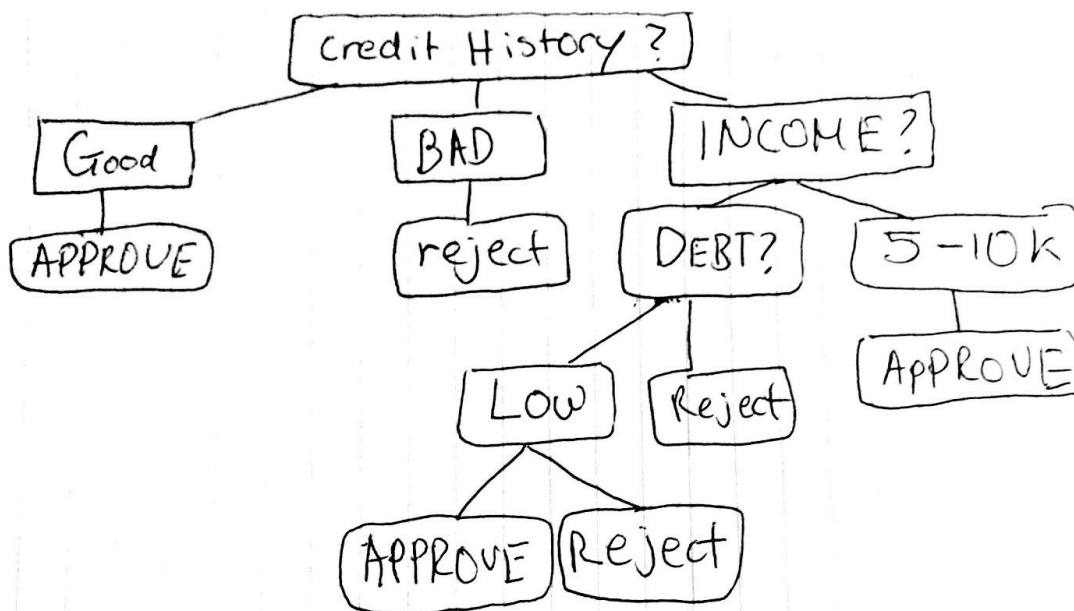 Credit History?
Good
BAD
INCOME?
APPROVE
reject
DEBT?
5-10k
APPROVE
LOW
Reject
APPROVE
Reject